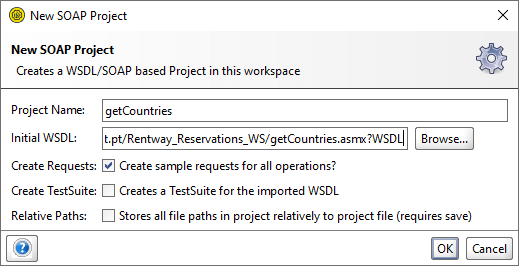 New SOAP Project
New SOAP Project
Creates a WSDL/SOAP based Project in this workspace
Project Name: getCountries
Initial WSDL: t.pt/Rentway_Reservations_WS/getCountries.asmx?WSDL Browse...
Create Requests: Create sample requests for all operations?
Create TestSuite: Creates a TestSuite for the imported WSDL
Relative Paths: Stores all file paths in project relatively to project file (requires save)
? OK Cancel